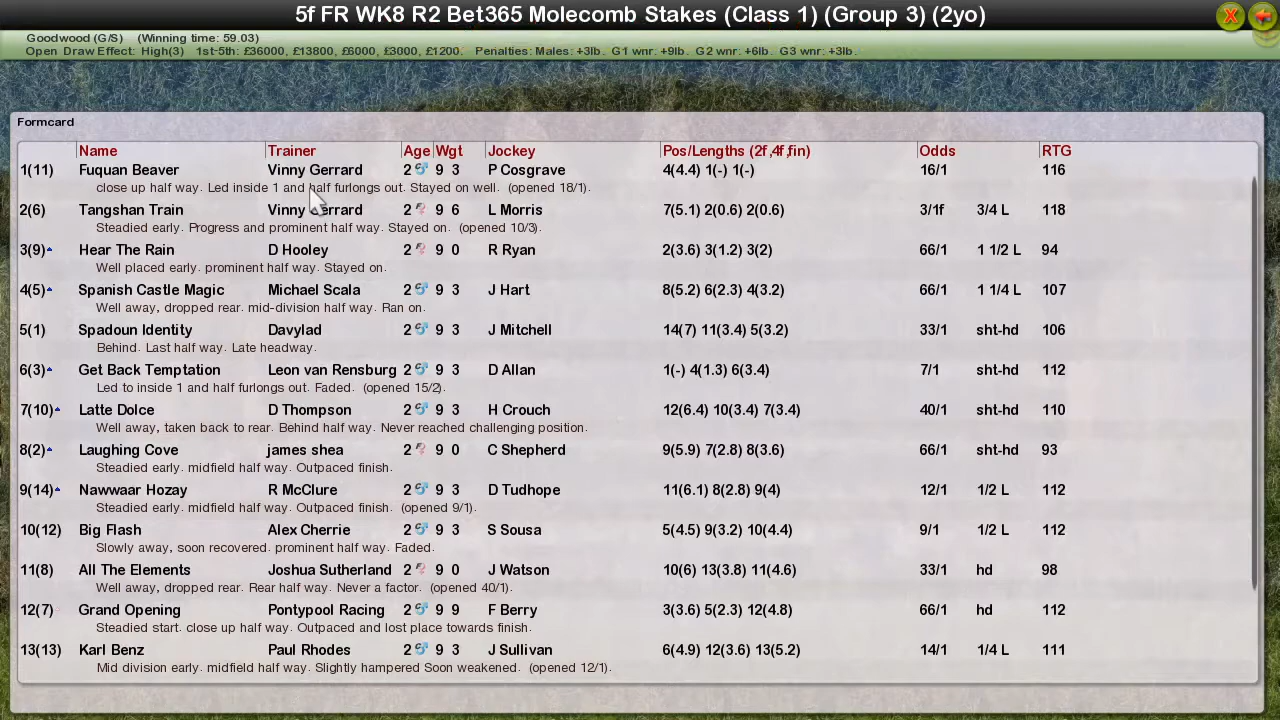 5f FR WK8 R2 Bet365 Molecomb Stakes (Class 1) (Group 3) (2yo)
X
Goodwood (G/S) (Winning time: 59.03)
Open Draw Effect: High(3) 1st-5th: £36000, £13800, £6000, £3000, £1200. Penalties: Males: +3lb. G1 wnr: +9lb. G2 wnr: +6lb. G3 wnr: +3lb.
Formcard
Name Trainer Age Wgt Jockey Pos/Lengths (2f,4f,fin) Odds RTG
1(11) Fuquan Beaver Vinny Gerrard 2 9 3 P Cosgrave 4(4.4) 1(-) 1(-) 16/1 116
close up half way. Led inside 1 and half furlongs out. Stayed on well. (opened 18/1).
2(6) Tangshan Train Vinny Gerrard 2 9 6 L Morris 7(5.1) 2(0.6) 2(0.6) 3/1f 3/4 L 118
Steadied early. Progress and prominent half way. Stayed on. (opened 10/3).
3(9) Hear The Rain D Hooley 2 9 0 R Ryan 2(3.6) 3(1.2) 3(2) 66/1 1 1/2 L 94
Well placed early. prominent half way. Stayed on.
4(5) Spanish Castle Magic Michael Scala 2 9 3 J Hart 8(5.2) 6(2.3) 4(3.2) 66/1 1 1/4 L 107
Well away, dropped rear. mid-division half way. Ran on.
5(1) Spadoun Identity Davylad 2 9 3 J Mitchell 14(7) 11(3.4) 5(3.2) 33/1 sht-hd 106
Behind. Last half way. Late headway.
6(3) Get Back Temptation Leon van Rensburg 2 9 3 D Allan 1(-) 4(1.3) 6(3.4) 7/1 sht-hd 112
Led to inside 1 and half furlongs out. Faded. (opened 15/2).
7(10) Latte Dolce D Thompson 2 9 3 H Crouch 12(6.4) 10(3.4) 7(3.4) 40/1 sht-hd 110
Well away, taken back to rear. Behind half way. Never reached challenging position.
8(2) Laughing Cove james shea 2 9 0 C Shepherd 9(5.9) 7(2.8) 8(3.6) 66/1 sht-hd 93
Steadied early. midfield half way. Outpaced finish.
9(14) Nawwaar Hozay R McClure 2 9 3 D Tudhope 11(6.1) 8(2.8) 9(4) 12/1 1/2 L 112
Steadied early. midfield half way. Outpaced finish. (opened 9/1).
10(12) Big Flash Alex Cherrie 2 9 3 S Sousa 5(4.5) 9(3.2) 10(4.4) 9/1 1/2 L 112
Slowly away, soon recovered. prominent half way. Faded.
11(8) All The Elements Joshua Sutherland 2 9 0 J Watson 10(6) 13(3.8) 11(4.6) 33/1 hd 98
Well away, dropped rear. Rear half way. Never a factor. (opened 40/1).
12(7) Grand Opening Pontypool Racing 2 9 9 F Berry 3(3.6) 5(2.3) 12(4.8) 66/1 hd 112
Steadied start. close up half way. Outpaced and lost place towards finish.
13(13) Karl Benz Paul Rhodes 2 9 3 J Sullivan 6(4.9) 12(3.6) 13(5.2) 14/1 1/4 L 111
Mid division early. midfield half way. Slightly hampered Soon weakened. (opened 12/1).